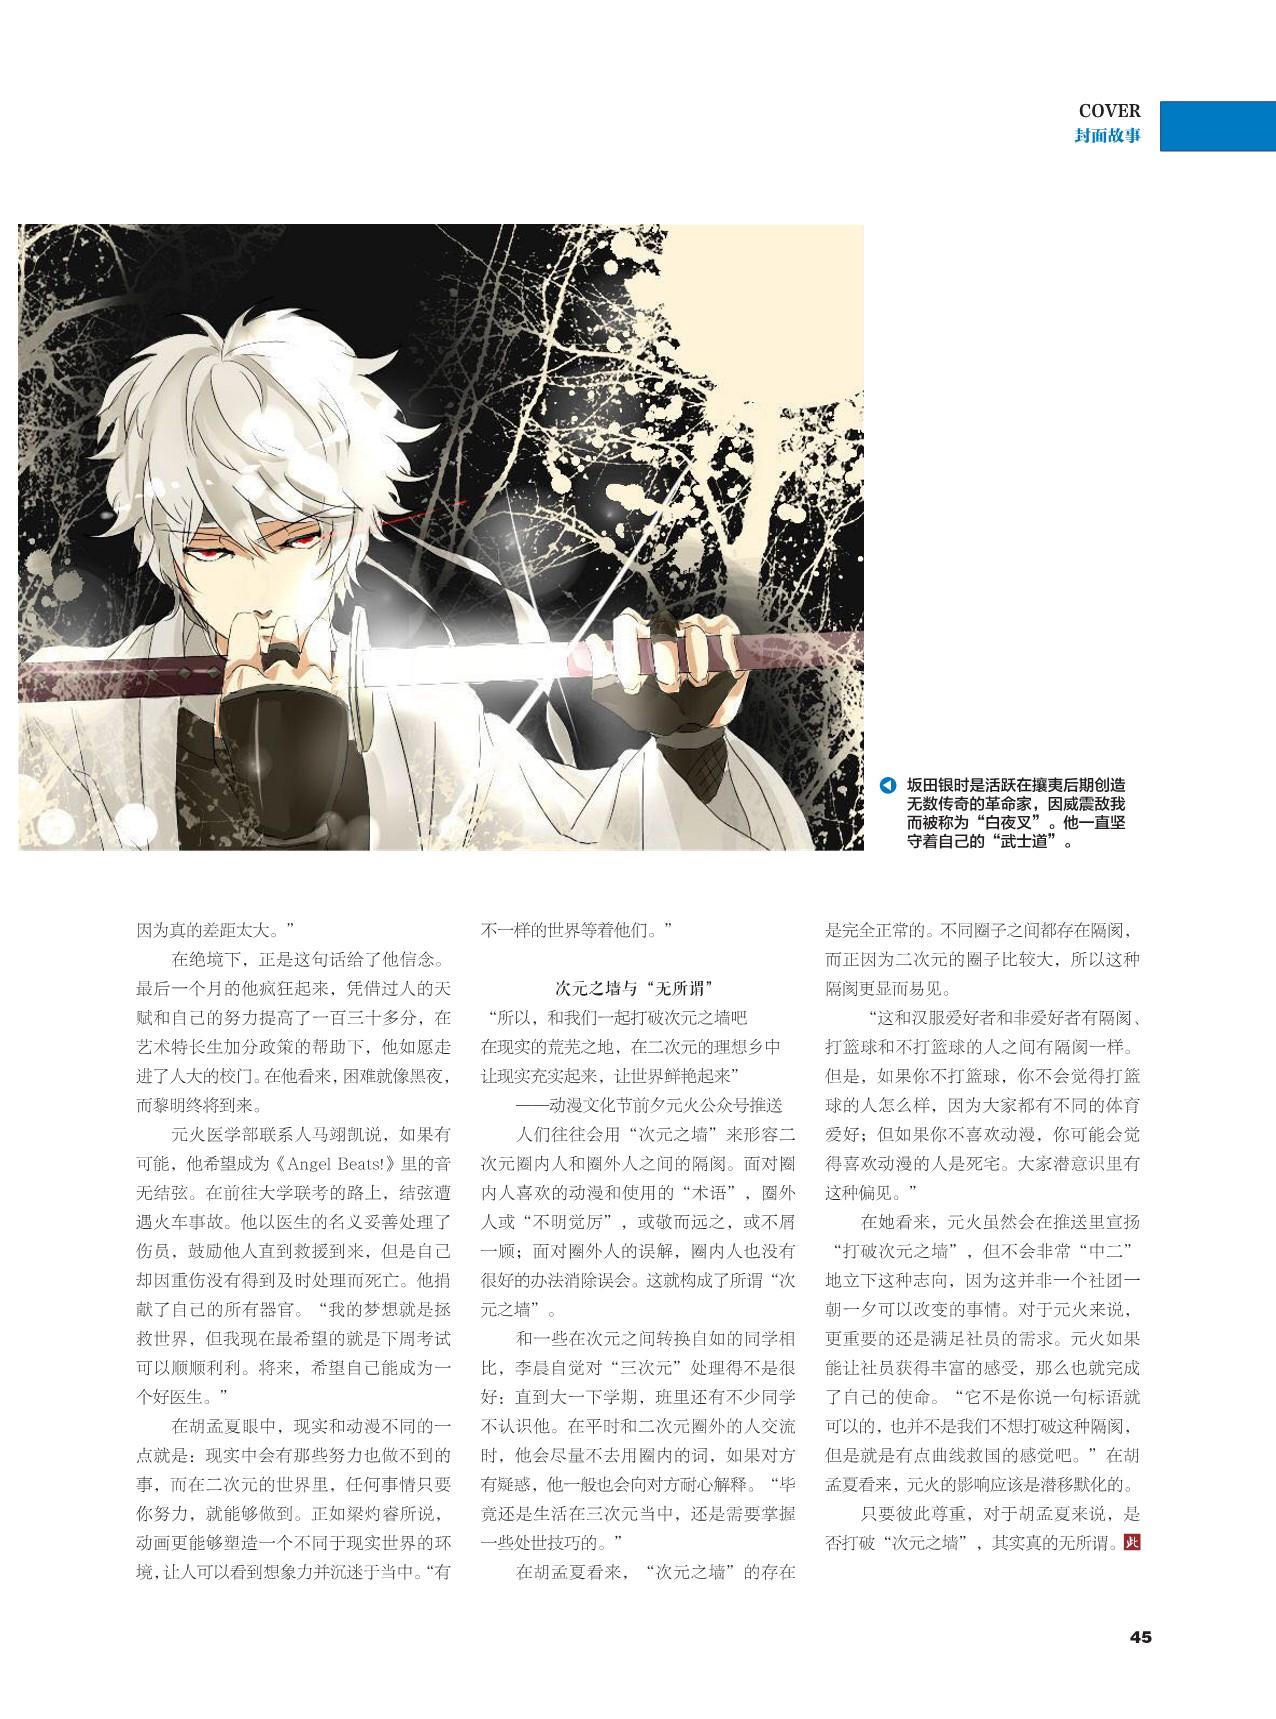 COVER
封面故事
坂田银时是活跃在攘夷后期创造
无数传奇的革命家，因威震敌我
而被称为“白夜叉”。他一直坚
守着自己的“武士道”。
因为真的差距太大。”
在绝境下，正是这句话给了他信念。
最后一个月的他疯狂起来，凭借过人的天
赋和自己的努力提高了一百三十多分，在
艺术特长生加分政策的帮助下，他如愿走
进了人大的校门。在他看来，困难就像黑夜，
而黎明终将到来。
元火医学部联系人马翊凯说，如果有
可能，他希望成为《Angel Beats!》里的音
无结弦。在前往大学联考的路上，结弦遭
遇火车事故。他以医生的名义妥善处理了
伤员，鼓励他人直到救援到来，但是自己
却因重伤没有得到及时处理而死亡。他捐
献了自己的所有器官。“我的梦想就是拯
救世界，但我现在最希望的就是下周考试
可以顺顺利利。将来，希望自己能成为一
个好医生。”
在胡孟夏眼中，现实和动漫不同的一
点就是：现实中会有那些努力也做不到的
事，而在二次元的世界里，任何事情只要
你努力，就能够做到。正如梁灼睿所说，
动画更能够塑造一个不同于现实世界的环
境，让人可以看到想象力并沉迷于当中。“有
不一样的世界等着他们。”
次元之墙与“无所谓”
“所以，和我们一起打破次元之墙吧
在现实的荒芜之地，在二次元的理想乡中
让现实充实起来，让世界鲜艳起来”
——动漫文化节前夕元火公众号推送
人们往往会用“次元之墙”来形容二
次元圈内人和圈外人之间的隔阂。面对圈
内人喜欢的动漫和使用的“术语”，圈外
人或“不明觉厉”，或敬而远之，或不屑
一顾；面对圈外人的误解，圈内人也没有
很好的办法消除误会。这就构成了所谓“次
元之墙”。
和一些在次元之间转换自如的同学相
比，李晨自觉对“三次元”处理得不是很
好：直到大一下学期，班里还有不少同学
不认识他。在平时和二次元圈外的人交流
时，他会尽量不去用圈内的词，如果对方
有疑惑，他一般也会向对方耐心解释。“毕
竟还是生活在三次元当中，还是需要掌握
一些处世技巧的。”
在胡孟夏看来，“次元之墙”的存在
是完全正常的。不同圈子之间都存在隔阂，
而正因为二次元的圈子比较大，所以这种
隔阂更显而易见。
“这和汉服爱好者和非爱好者有隔阂、
打篮球和不打篮球的人之间有隔阂一样。
但是，如果你不打篮球，你不会觉得打篮
球的人怎么样，因为大家都有不同的体育
爱好；但如果你不喜欢动漫，你可能会觉
得喜欢动漫的人是死宅。大家潜意识里有
这种偏见。”
在她看来，元火虽然会在推送里宣扬
“打破次元之墙”，但不会非常“中二”
地立下这种志向，因为这并非一个社团一
朝一夕可以改变的事情。对于元火来说，
更重要的还是满足社员的需求。元火如果
能让社员获得丰富的感受，那么也就完成
了自己的使命。“它不是你说一句标语就
可以的，也并不是我们不想打破这种隔阂，
但是就是有点曲线救国的感觉吧。”在胡
孟夏看来，元火的影响应该是潜移默化的。
只要彼此尊重，对于胡孟夏来说，是
否打破“次元之墙”，其实真的无所谓。此
45